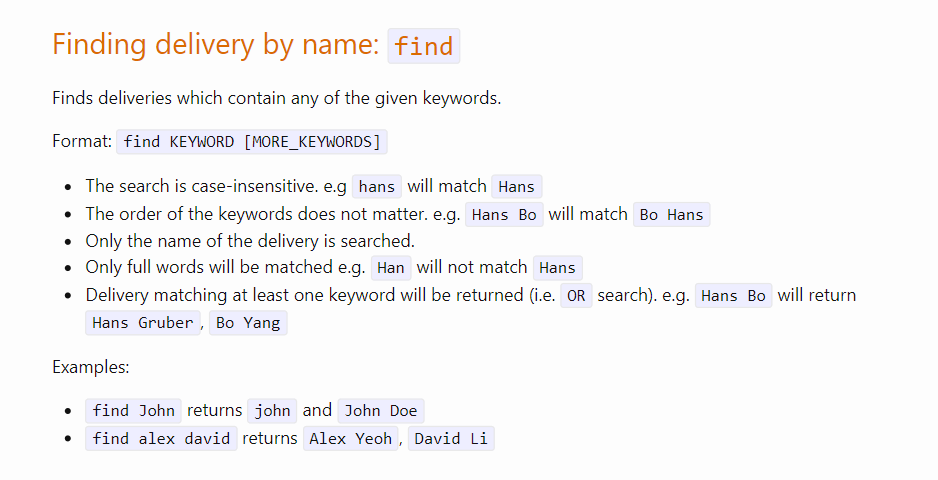 Finding delivery by name: find
Finds deliveries which contain any of the given keywords.
Format: find KEYWORD [MORE_KEYWORDS]
• The search is case-insensitive. e.g hans will match Hans
• The order of the keywords does not matter. e.g. Hans Bo will match Bo Hans
• Only the name of the delivery is searched.
• Only full words will be matched e.g. Han will not match Hans
• Delivery matching at least one keyword will be returned (i.e. OR search). e.g. Hans Bo will return
Hans Gruber, Bo Yang
Examples:
• find John returns john and John Doe
• find alex david returns Alex Yeoh, David Li